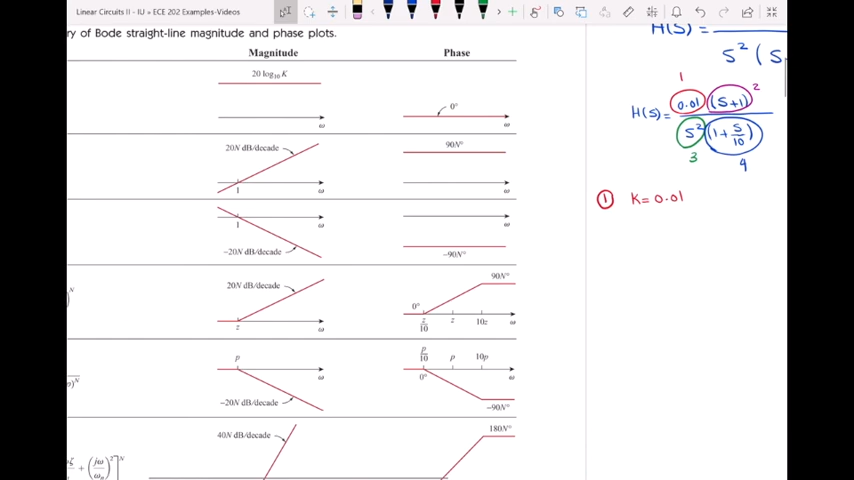 Linear Circuits II - IU » ECE 202 Examples-Videos
ry of Bode straight-line magnitude and phase plots.
Magnitude
Phase
20 log₁₀ K
ω
0°
ω
20N dB/decade
1
ω
90N°
ω
1
ω
−20N dB/decade
ω
−90N°
20N dB/decade
z
ω
0°
90N°
z/10
z
10z
ω
p
ω
−20N dB/decade
p/10
p
10p
0°
ω
−90N°
40N dB/decade
180N°
+ (jω/ωₙ)²]ᴺ
H(S) =
S² (S
1
2
H(S) = 0.01 (S+1) / S² (1 + S/10)
3
4
① K = 0.01